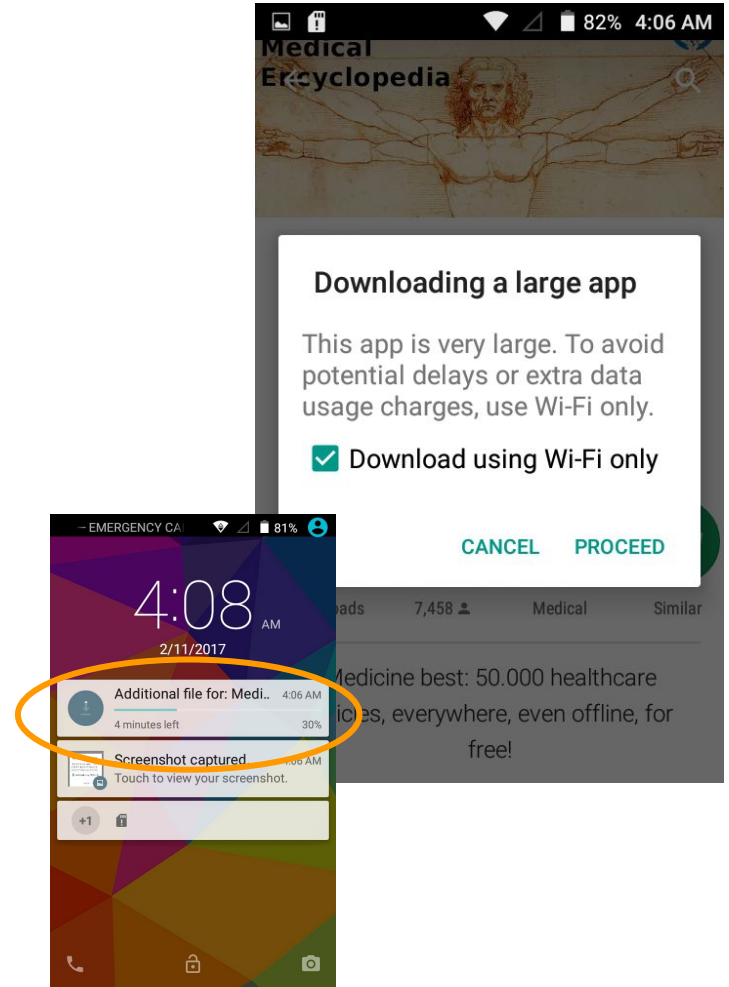 82% 4:06 AM
Medical
Encyclopedia
Downloading a large app
This app is very large. To avoid
potential delays or extra data
usage charges, use Wi-Fi only.
Download using Wi-Fi only
CANCEL PROCEED
7,458 Medical Similar
Medicine best: 50.000 healthcare
everywhere, even offline, for
free!
– EMERGENCY CA 81%
4:08 AM
2/11/2017
Additional file for: Medi.. 4:06 AM
4 minutes left 30%
Screenshot captured. 4:06 AM
Touch to view your screenshot.
+1